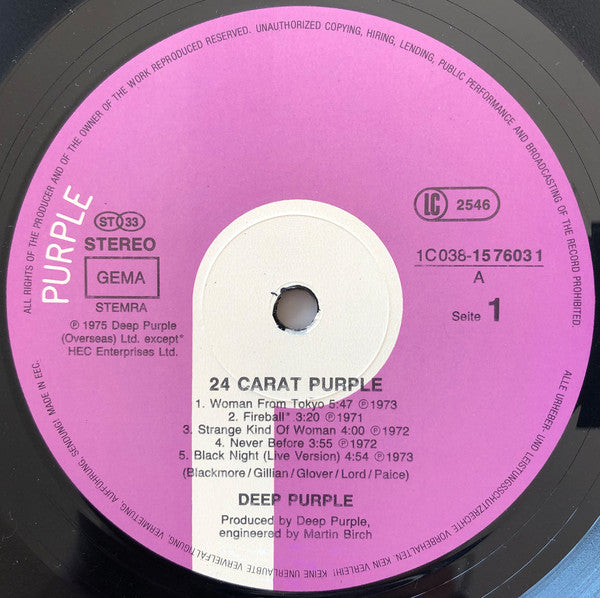 ALL RIGHTS OF THE PRODUCER AND OF THE OWNER OF THE WORK REPRODUCED RESERVED. UNAUTHORIZED COPYING, HIRING, LENDING, PUBLIC PERFORMANCE AND BROADCASTING OF THE RECORD PROHIBITED.
PURPLE
ST 33
STEREO
GEMA
STEMRA
℗ 1975 Deep Purple
(Overseas) Ltd. except*
HEC Enterprises Ltd.
LC 2546
1C038-1576031
A
Seite 1
24 CARAT PURPLE
1. Woman From Tokyo 5:47 ℗1973
2. Fireball* 3:20 ℗1971
3. Strange Kind Of Woman 4:00 ℗1972
4. Never Before 3:55 ℗1972
5. Black Night (Live Version) 4:54 ℗1973
(Blackmore/Gillian/Glover/Lord/Paice)
DEEP PURPLE
Produced by Deep Purple,
engineered by Martin Birch
ALLE URHEBER- UND LEISTUNGSSCHUTZRECHTE VORBEHALTEN. KEIN VERLEIH! KEINE UNERLAUBTE VERVIELFÄLTIGUNG, VERMIETUNG, AUFFÜHRUNG, SENDUNG! MADE IN EEC.